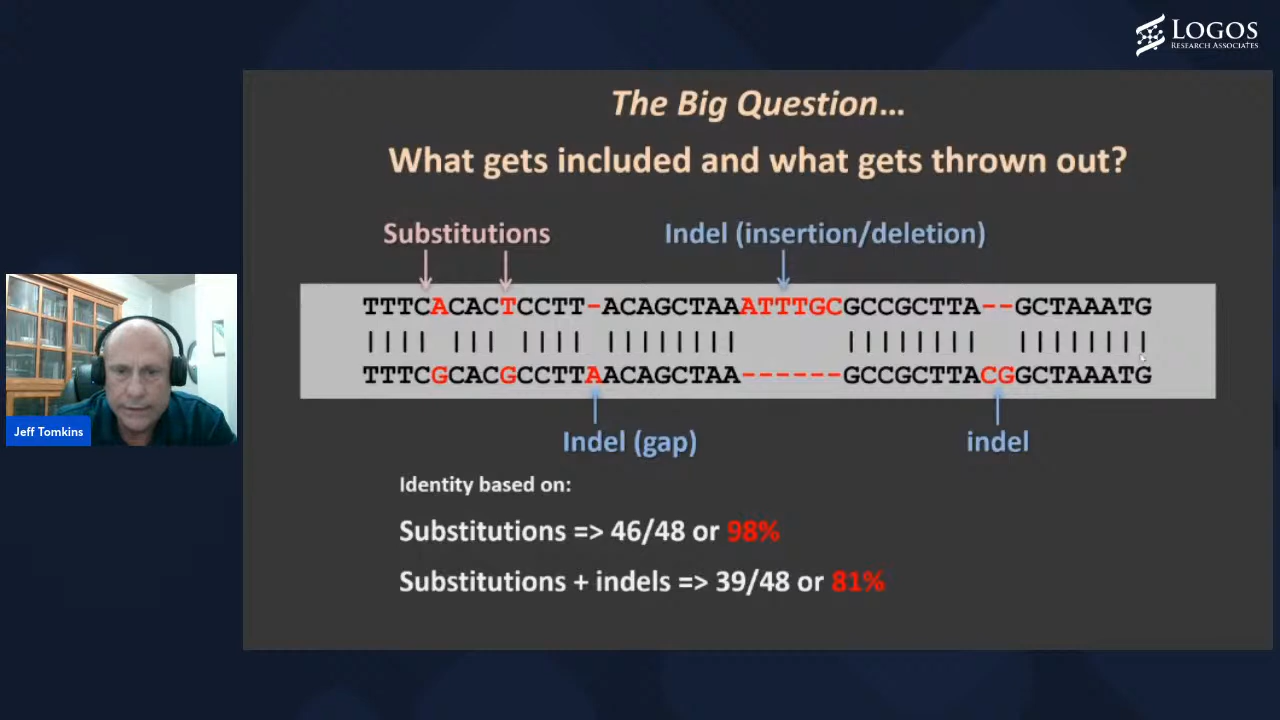 LOGOS
RESEARCH ASSOCIATES
The Big Question...
What gets included and what gets thrown out?
Substitutions
Indel (insertion/deletion)
TTTCACACTCCTT-ACAGCTAAATTTGCGCCGCTTA--GCTAAATG
|||| ||| |||| |||||||| |||||||| ||||||||
TTTCGCACGCCTTAACAGCTAA------GCCGCTTACGGCTAAATG
Indel (gap)
indel
Jeff Tomkins
Identity based on:
Substitutions => 46/48 or 98%
Substitutions + indels => 39/48 or 81%